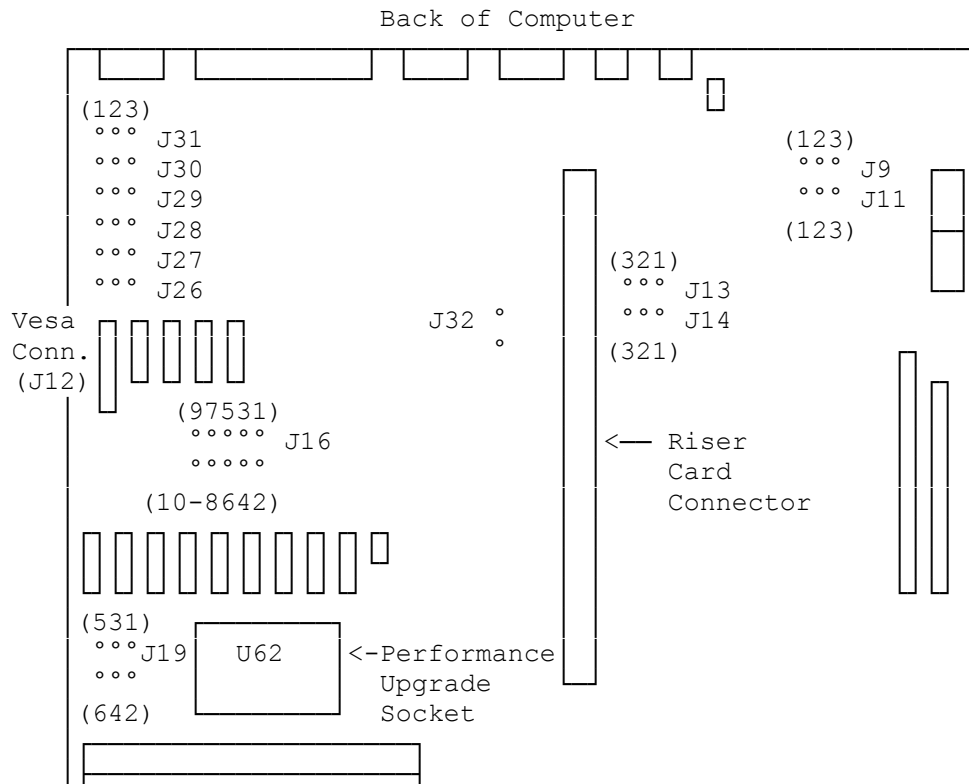 Back of Computer
(123)
°°° J31 (123)
°°° J30 °°° J9
°°° J29 °°° J11
°°° J28 (123)
°°° J27 (321)
°°° J26 °°° J13
Vesa J32 ° °°° J14
Conn. ° (321)
(J12)
(97531)
°°°°° J16 <—— Riser
°°°°° Card
(10-8642) Connector
(531)
°°° J19 U62 <-Performance
°°° Upgrade
(642) Socket